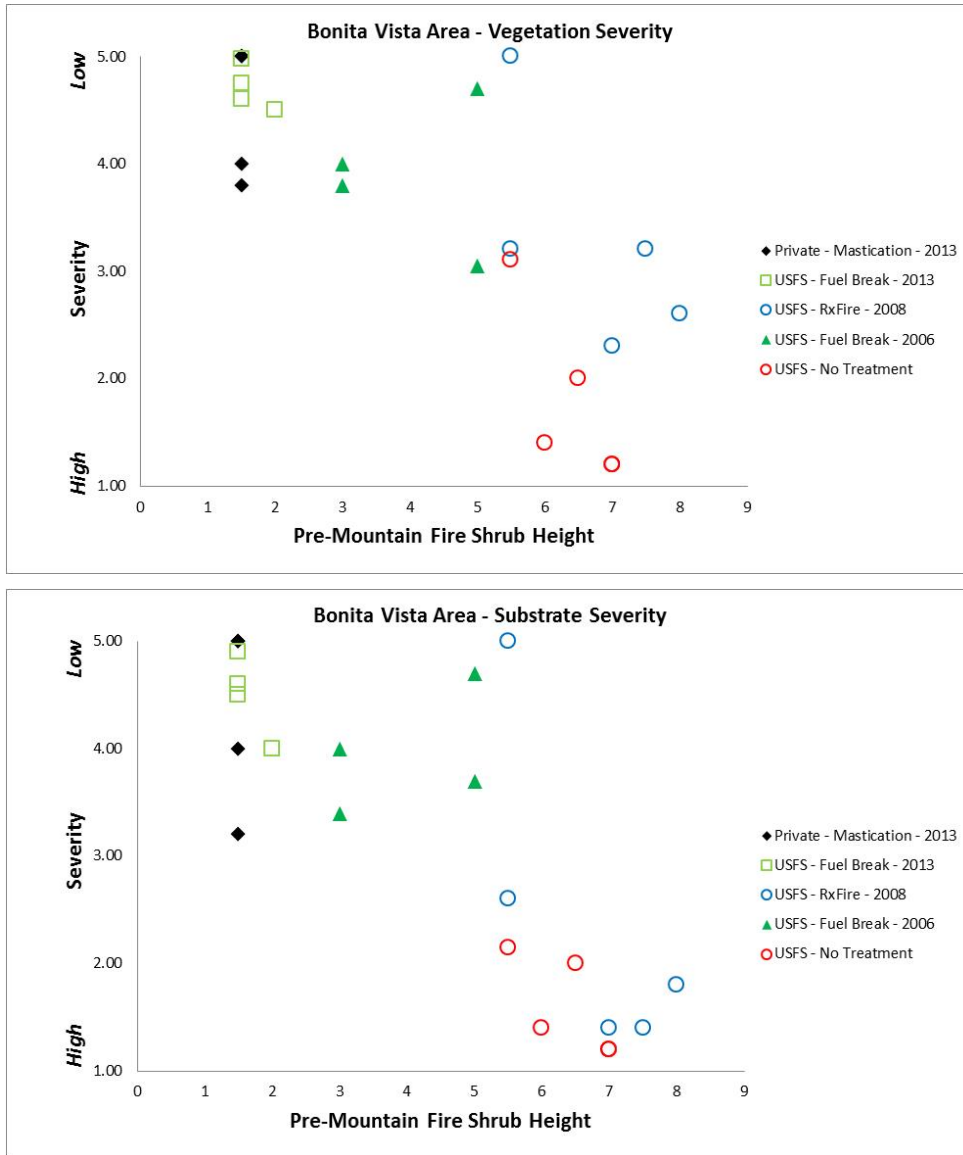 Bonita Vista Area - Vegetation Severity
Low
Severity
High
5.00
4.00
3.00
2.00
1.00
0 1 2 3 4 5 6 7 8 9
Pre-Mountain Fire Shrub Height
Private - Mastication - 2013
USFS - Fuel Break - 2013
USFS - RxFire - 2008
USFS - Fuel Break - 2006
USFS - No Treatment
Bonita Vista Area - Substrate Severity
Low
Severity
High
5.00
4.00
3.00
2.00
1.00
0 1 2 3 4 5 6 7 8 9
Pre-Mountain Fire Shrub Height
Private - Mastication - 2013
USFS - Fuel Break - 2013
USFS - RxFire - 2008
USFS - Fuel Break - 2006
USFS - No Treatment